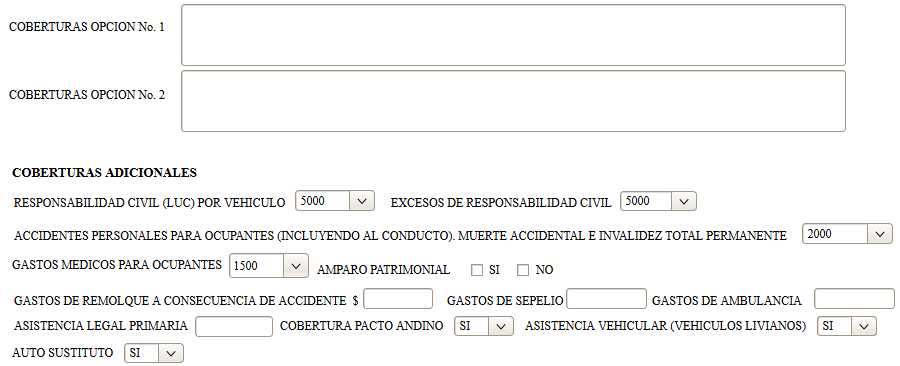 COBERTURAS OPCION No. 1
COBERTURAS OPCION No. 2
COBERTURAS ADICIONALES
RESPONSABILIDAD CIVIL (LUC) POR VEHICULO 5000 EXCESOS DE RESPONSABILIDAD CIVIL 5000
ACCIDENTES PERSONALES PARA OCUPANTES (INCLUYENDO AL CONDUCTO). MUERTE ACCIDENTAL E INVALIDEZ TOTAL PERMANENTE 2000
GASTOS MEDICOS PARA OCUPANTES 1500 AMPARO PATRIMONIAL SI NO
GASTOS DE REMOLQUE A CONSECUENCIA DE ACCIDENTE $ GASTOS DE SEPELIO GASTOS DE AMBULANCIA
ASISTENCIA LEGAL PRIMARIA COBERTURA PACTO ANDINO SI ASISTENCIA VEHICULAR (VEHICULOS LIVIANOS) SI
AUTO SUSTITUTO SI